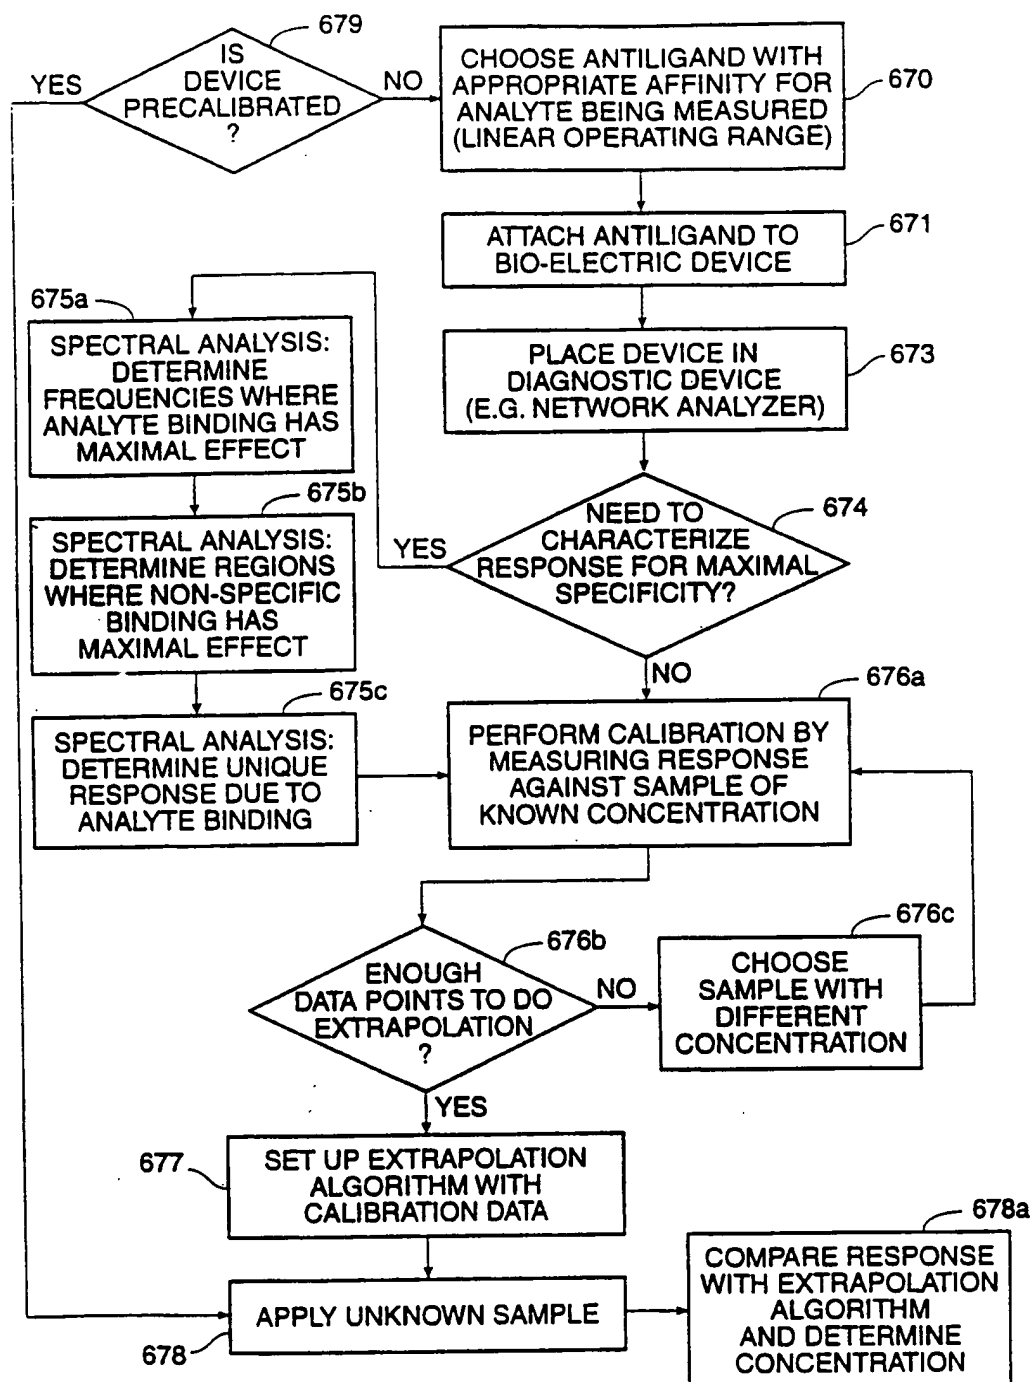 679
IS
DEVICE
PRECALIBRATED
?
YES
NO
CHOOSE ANTILIGAND WITH
APPROPRIATE AFFINITY FOR
ANALYTE BEING MEASURED
(LINEAR OPERATING RANGE)
670
ATTACH ANTILIGAND TO
BIO-ELECTRIC DEVICE
671
PLACE DEVICE IN
DIAGNOSTIC DEVICE
(E.G. NETWORK ANALYZER)
673
NEED TO
CHARACTERIZE
RESPONSE FOR MAXIMAL
SPECIFICITY?
674
YES
NO
675a
SPECTRAL ANALYSIS:
DETERMINE
FREQUENCIES WHERE
ANALYTE BINDING HAS
MAXIMAL EFFECT
675b
SPECTRAL ANALYSIS:
DETERMINE REGIONS
WHERE NON-SPECIFIC
BINDING HAS
MAXIMAL EFFECT
675c
SPECTRAL ANALYSIS:
DETERMINE UNIQUE
RESPONSE DUE TO
ANALYTE BINDING
676a
PERFORM CALIBRATION BY
MEASURING RESPONSE
AGAINST SAMPLE OF
KNOWN CONCENTRATION
676b
ENOUGH
DATA POINTS TO DO
EXTRAPOLATION
?
NO
YES
676c
CHOOSE
SAMPLE WITH
DIFFERENT
CONCENTRATION
677
SET UP EXTRAPOLATION
ALGORITHM WITH
CALIBRATION DATA
APPLY UNKNOWN SAMPLE
678
678a
COMPARE RESPONSE
WITH EXTRAPOLATION
ALGORITHM
AND DETERMINE
CONCENTRATION